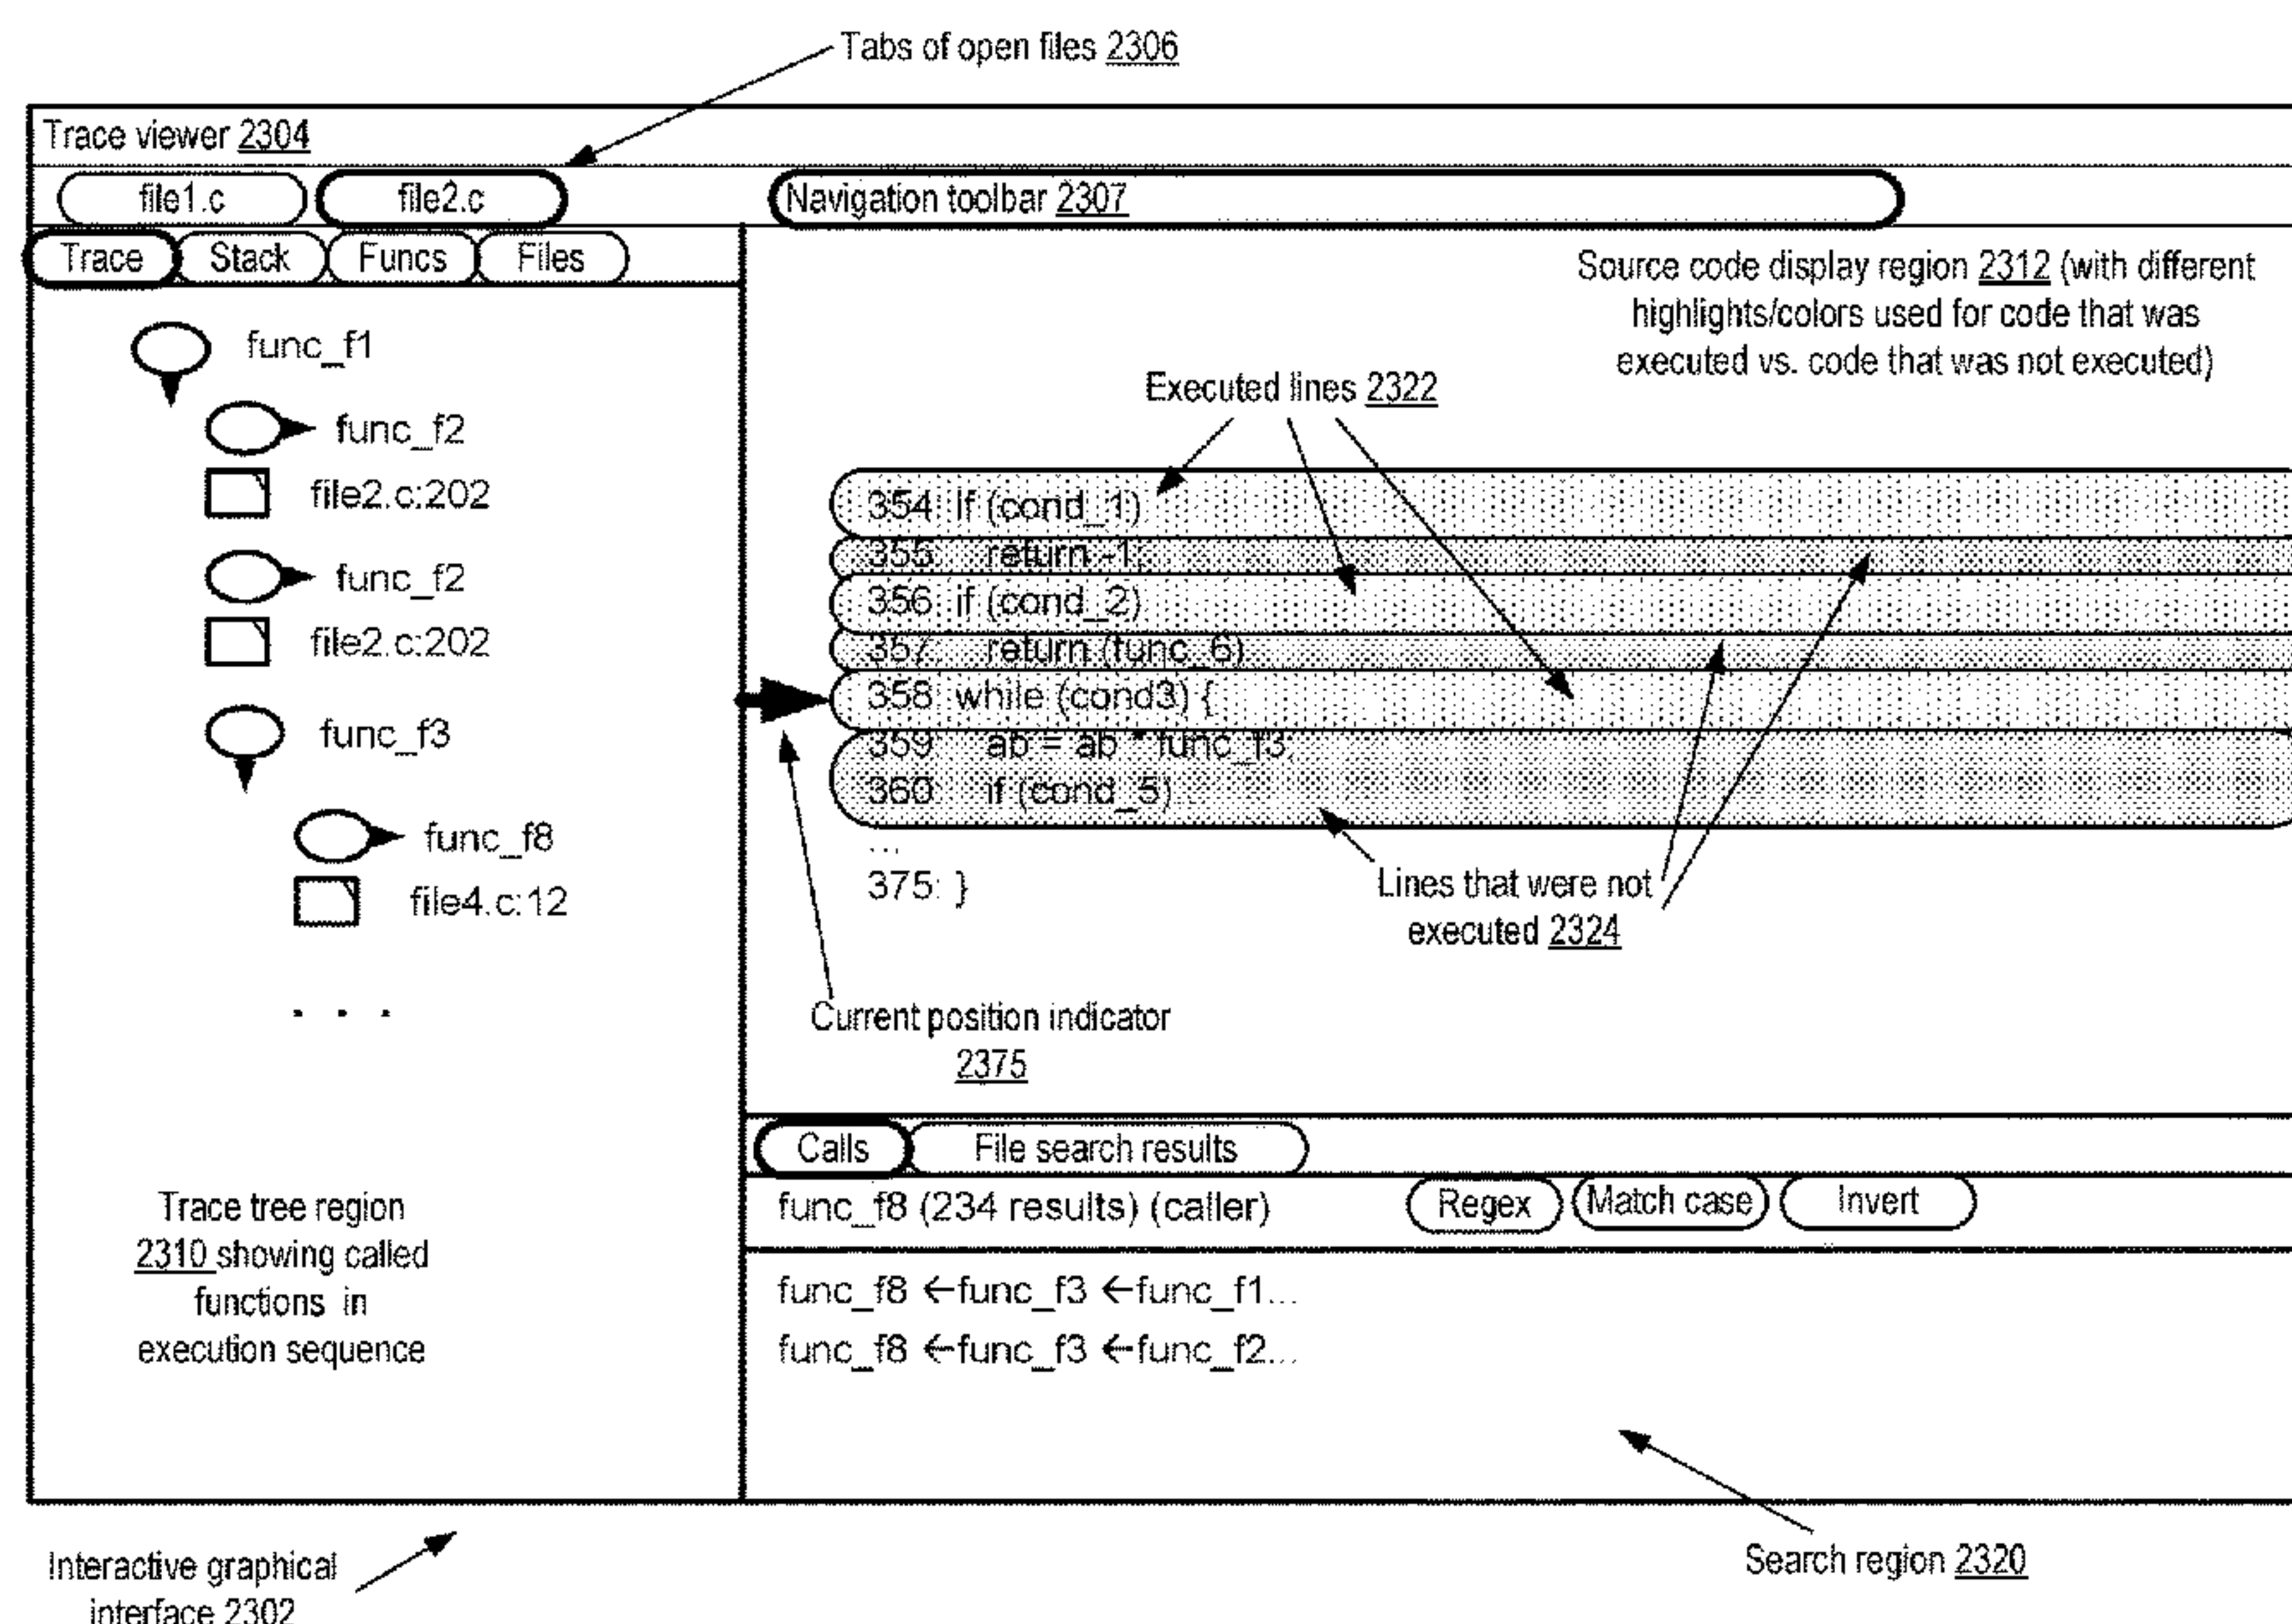 Tabs of open files 2306
Trace viewer 2304
file1.c
file2.c
Navigation toolbar 2307
Trace
Stack
Funcs
Files
func_f1
func_f2
file2.c:202
func_f2
file2.c:202
func_f3
func_f8
file4.c:12
. . .
Trace tree region
2310 showing called
functions in
execution sequence
Source code display region 2312 (with different
highlights/colors used for code that was
executed vs. code that was not executed)
Executed lines 2322
354: if (cond_1)
355: return -1;
356: if (cond_2)
357: return (func_6)
358: while (cond3) {
359: ab = ab * func_f3;
360: if (cond_5)...
...
375: }
Lines that were not
executed 2324
Current position indicator
2375
Calls
File search results
func_f8 (234 results) (caller)
Regex
Match case
Invert
func_f8 ←func_f3 ←func_f1...
func_f8 ←func_f3 ←func_f2...
Search region 2320
Interactive graphical
interface 2302